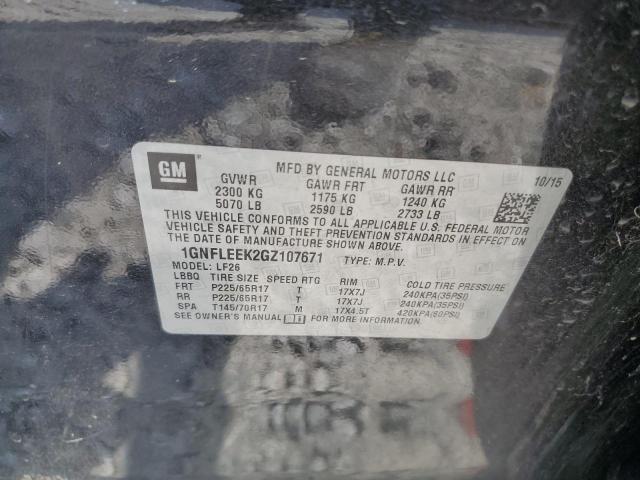 GM
MFD BY GENERAL MOTORS LLC
10/15
GVWR GAWR FRT GAWR RR
2300 KG 1175 KG 1240 KG
5070 LB 2590 LB 2733 LB
THIS VEHICLE CONFORMS TO ALL APPLICABLE U.S. FEDERAL MOTOR
VEHICLE SAFETY AND THEFT PREVENTION STANDARDS IN EFFECT ON
THE DATE OF MANUFACTURE SHOWN ABOVE.
1GNFLEEK2GZ107671 TYPE: M.P.V.
MODEL: LF26
LBBQ TIRE SIZE SPEED RTG RIM COLD TIRE PRESSURE
FRT P225/65R17 T 17X7J 240KPA(35PSI)
RR P225/65R17 T 17X7J 240KPA(35PSI)
SPA T145/70R17 M 17X4.5T 420KPA(60PSI)
SEE OWNER'S MANUAL FOR MORE INFORMATION.